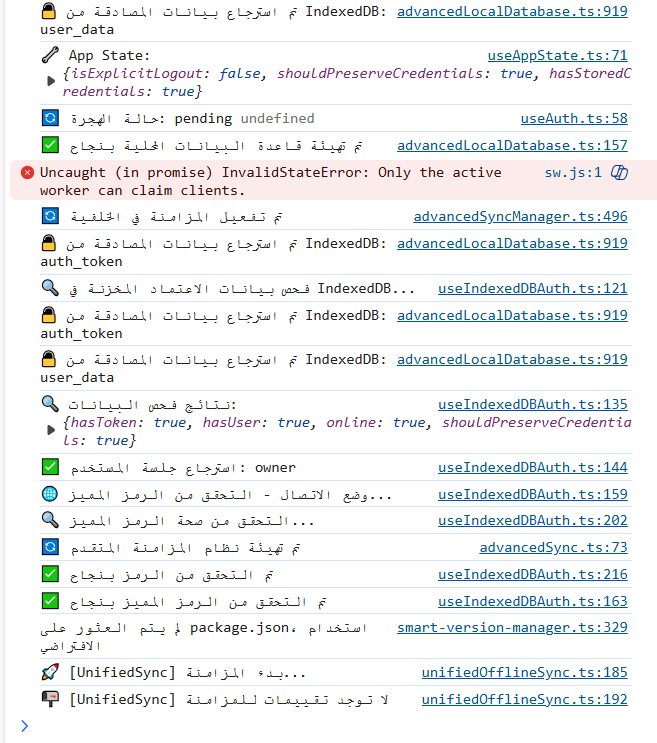 🔒 تم استرجاع بيانات المصادقة من IndexedDB: advancedLocalDatabase.ts:919
user_data
🔧 App State: useAppState.ts:71
{isExplicitLogout: false, shouldPreserveCredentials: true, hasStoredC
redentials: true}
🔄 حالة الهجرة: pending undefined useAuth.ts:58
✅ تم تهيئة قاعدة البيانات المحلية بنجاح advancedLocalDatabase.ts:157
Uncaught (in promise) InvalidStateError: Only the active sw.js:1
worker can claim clients.
🔄 تم تفعيل المزامنة في الخلفية advancedSyncManager.ts:496
🔒 تم استرجاع بيانات المصادقة من IndexedDB: advancedLocalDatabase.ts:919
auth_token
🔍 فحص بيانات الاعتماد المخزنة في IndexedDB... useIndexedDBAuth.ts:121
🔒 تم استرجاع بيانات المصادقة من IndexedDB: advancedLocalDatabase.ts:919
auth_token
🔒 تم استرجاع بيانات المصادقة من IndexedDB: advancedLocalDatabase.ts:919
user_data
🔍 نتائج فحص البيانات: useIndexedDBAuth.ts:135
{hasToken: true, hasUser: true, online: true, shouldPreserveCredentia
ls: true}
✅ استرجاع جلسة المستخدم: owner useIndexedDBAuth.ts:144
🌐 وضع الاتصال - التحقق من الرمز المميز... useIndexedDBAuth.ts:159
🔍 التحقق من صحة الرمز المميز... useIndexedDBAuth.ts:202
🔄 تم تهيئة نظام المزامنة المتقدم advancedSync.ts:73
✅ تم التحقق من الرمز بنجاح useIndexedDBAuth.ts:216
✅ تم التحقق من الرمز المميز بنجاح useIndexedDBAuth.ts:163
لم يتم العثور على package.json، استخدام smart-version-manager.ts:329
الافتراضي
🚀 [UnifiedSync] بدء المزامنة... unifiedOfflineSync.ts:185
📭 [UnifiedSync] لا توجد تقييمات للمزامنة unifiedOfflineSync.ts:192